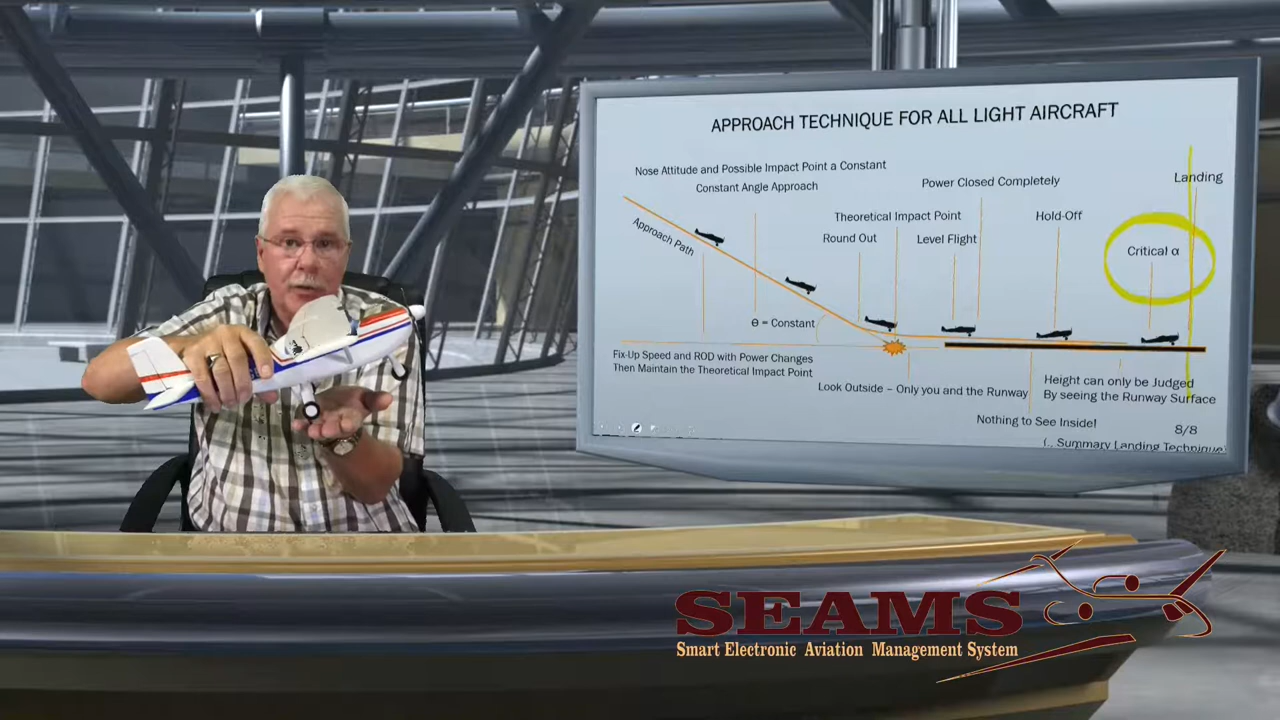 APPROACH TECHNIQUE FOR ALL LIGHT AIRCRAFT
Nose Attitude and Possible Impact Point a Constant
Constant Angle Approach
Power Closed Completely
Landing
Approach Path
Theoretical Impact Point
Hold-Off
Round Out
Level Flight
Critical α
Θ = Constant
Fix-Up Speed and ROD with Power Changes
Then Maintain the Theoretical Impact Point
Look Outside – Only you and the Runway
Height can only be Judged
By seeing the Runway Surface
Nothing to See Inside!
8/8
(.. Summary Landing Technique)
SEAMS
Smart Electronic Aviation Management System